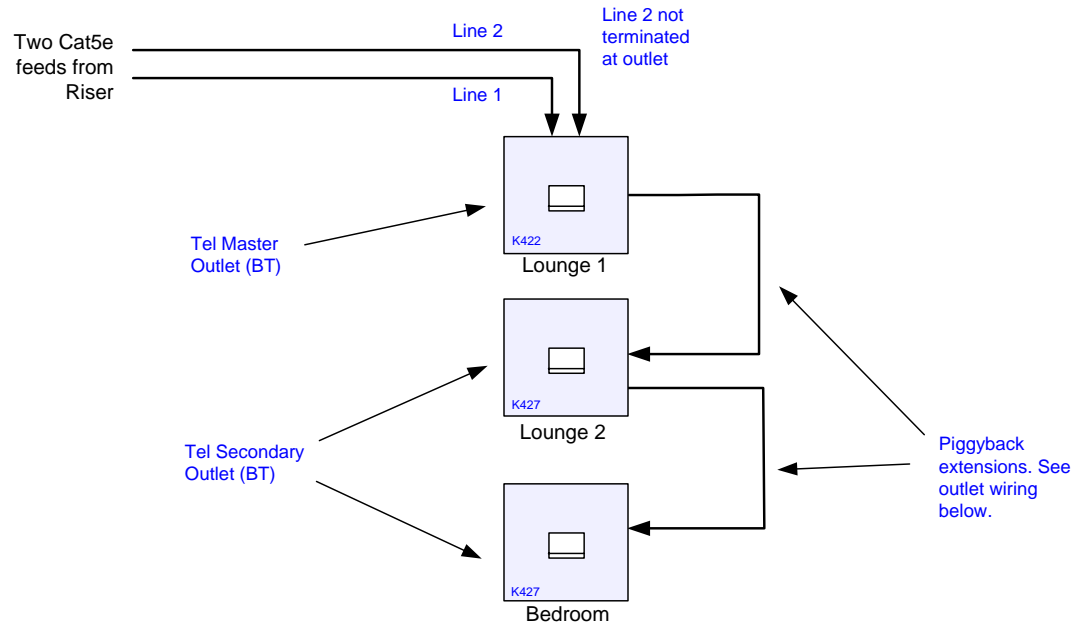 Two Cat5e
feeds from
Riser
Line 2
Line 1
Line 2 not
terminated
at outlet
K422
Lounge 1
Tel Master
Outlet (BT)
K427
Lounge 2
Tel Secondary
Outlet (BT)
Piggyback
extensions. See
outlet wiring
below.
K427
Bedroom